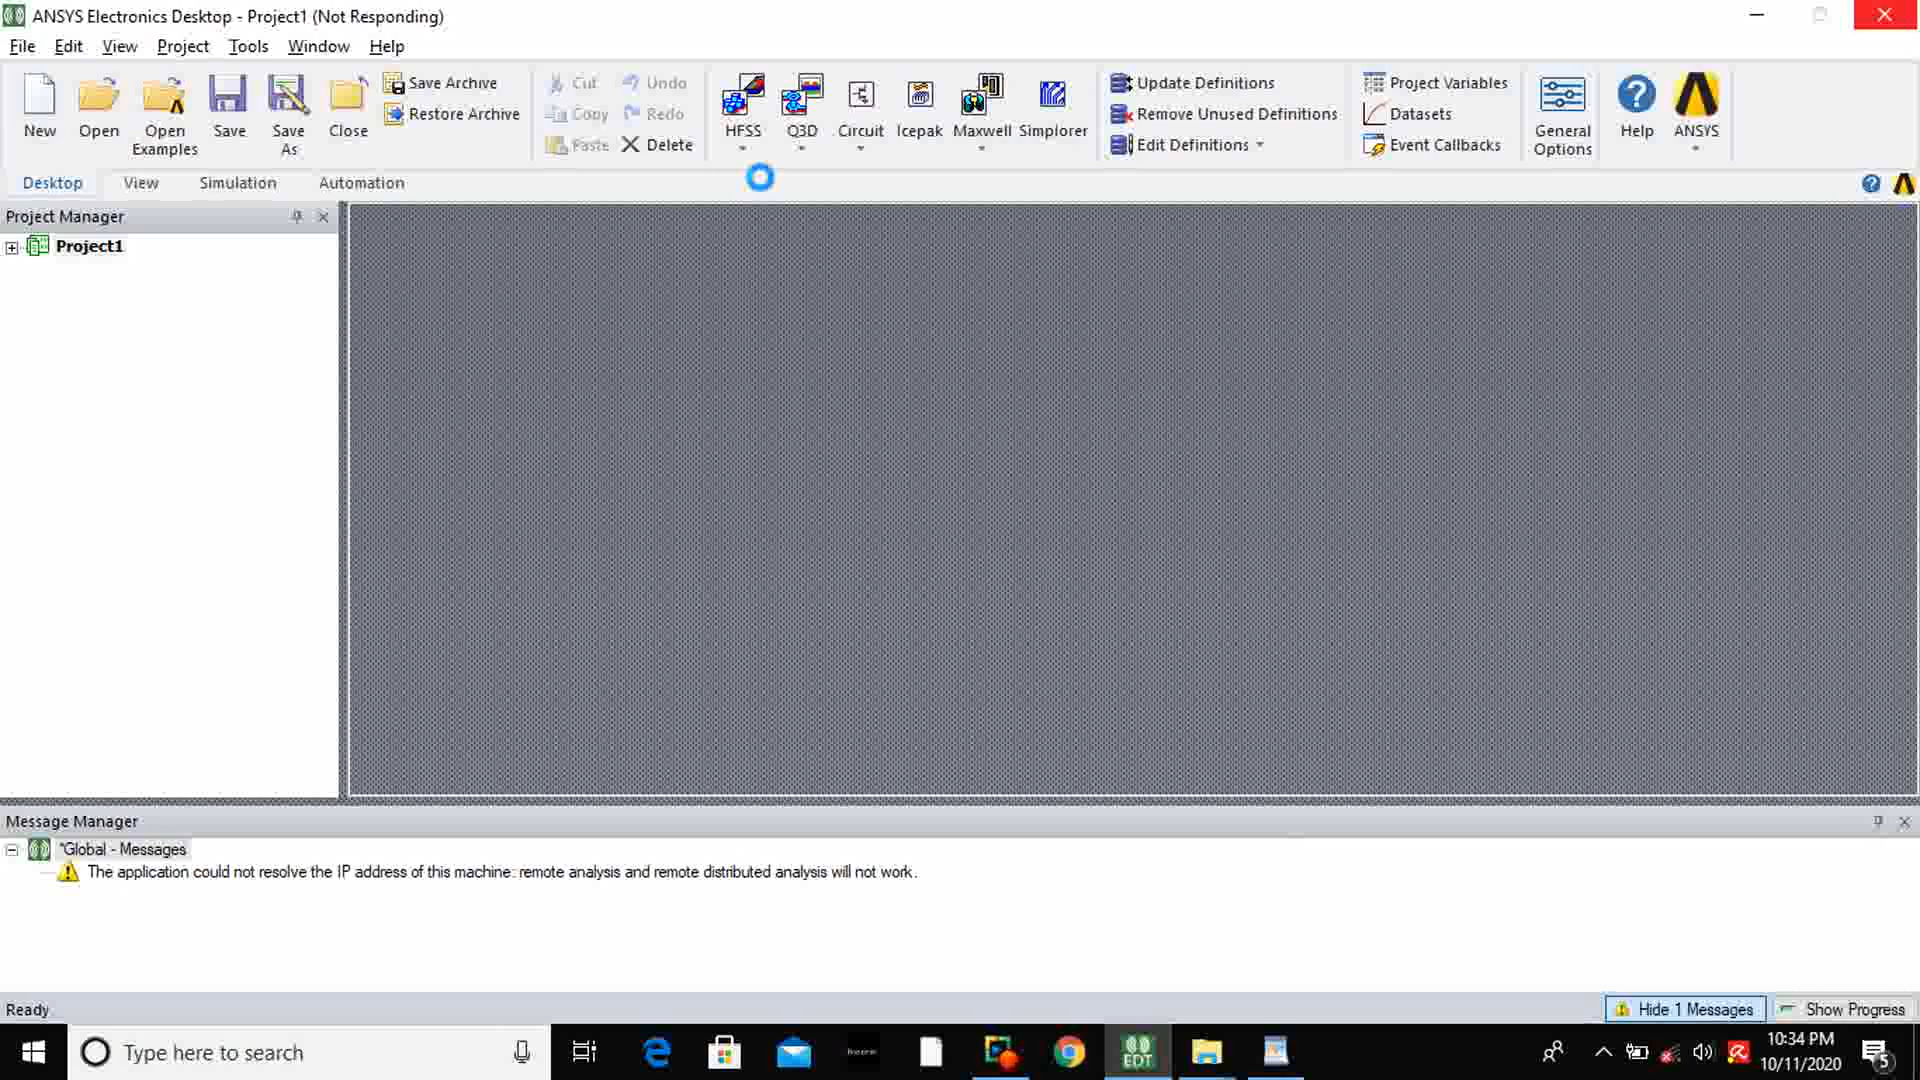 ANSYS Electronics Desktop - Project1 (Not Responding)
File Edit View Project Tools Window Help
New
Open
Open Examples
Save
Save As
Close
Save Archive
Restore Archive
Cut
Copy
Paste
Undo
Redo
Delete
HFSS
Q3D
Circuit
Icepak
Maxwell
Simplorer
Update Definitions
Remove Unused Definitions
Edit Definitions
Project Variables
Datasets
Event Callbacks
General Options
Help
ANSYS
Desktop View Simulation Automation
Project Manager
Project1
Message Manager
*Global - Messages
The application could not resolve the IP address of this machine: remote analysis and remote distributed analysis will not work.
Ready
Hide 1 Messages
Show Progress
Type here to search
EDT
10:34 PM
10/11/2020
5